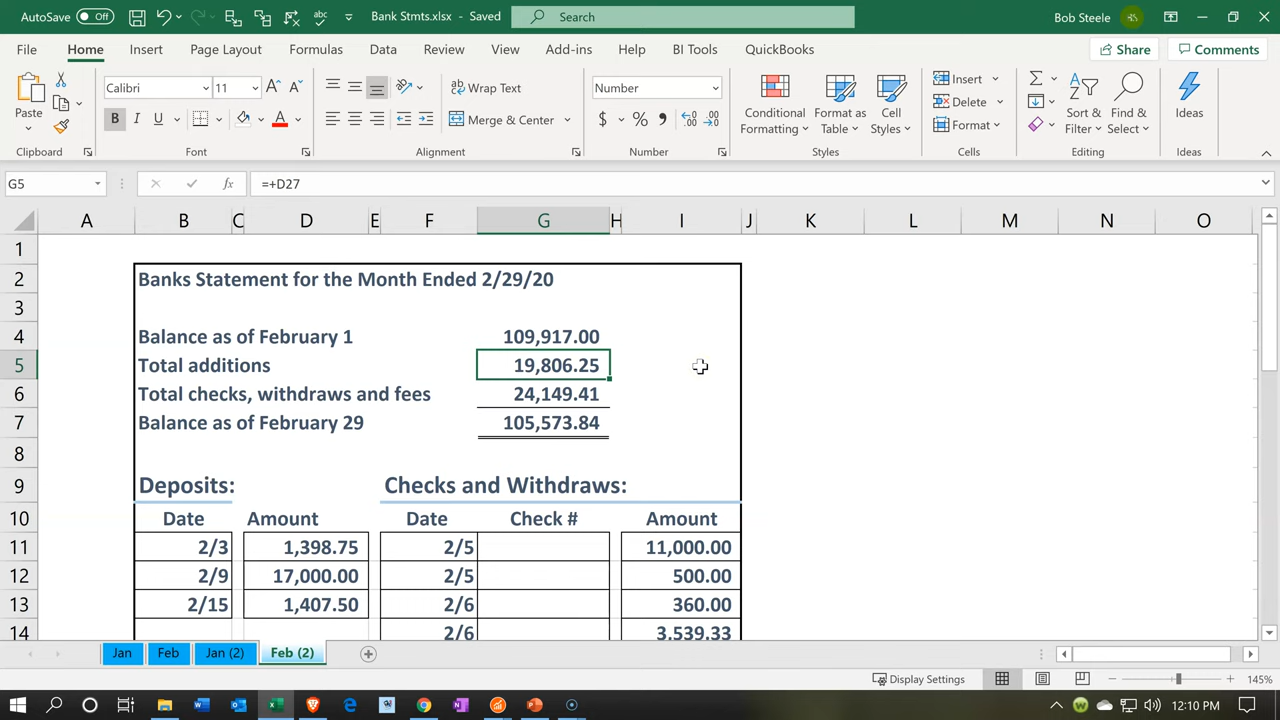 AutoSave Off Bank Stmts.xlsx - Saved Search Bob Steele BS
File Home Insert Page Layout Formulas Data Review View Add-ins Help BI Tools QuickBooks Share Comments
Paste Calibri 11 Wrap Text Number Conditional Formatting Format as Table Cell Styles Insert Σ Sort & Filter Find & Select Ideas
B I U A Merge & Center $ % Delete
Format
Clipboard Font Alignment Number Styles Cells Editing Ideas
G5 fx =+D27
A B C D E F G H I J K L M N O
1
2 Banks Statement for the Month Ended 2/29/20
3
4 Balance as of February 1 109,917.00
5 Total additions 19,806.25
6 Total checks, withdraws and fees 24,149.41
7 Balance as of February 29 105,573.84
8
9 Deposits: Checks and Withdraws:
10 Date Amount Date Check # Amount
11 2/3 1,398.75 2/5 11,000.00
12 2/9 17,000.00 2/5 500.00
13 2/15 1,407.50 2/6 360.00
14 2/6 3,539.33
Jan Feb Jan (2) Feb (2)
Display Settings 145%
12:10 PM